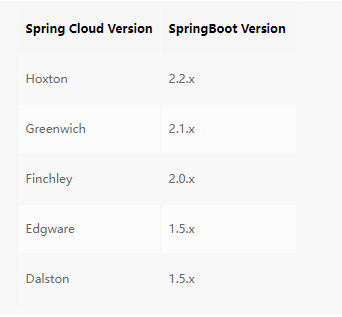 Spring Cloud Version SpringBoot Version
Hoxton 2.2.x
Greenwich 2.1.x
Finchley 2.0.x
Edgware 1.5.x
Dalston 1.5.x